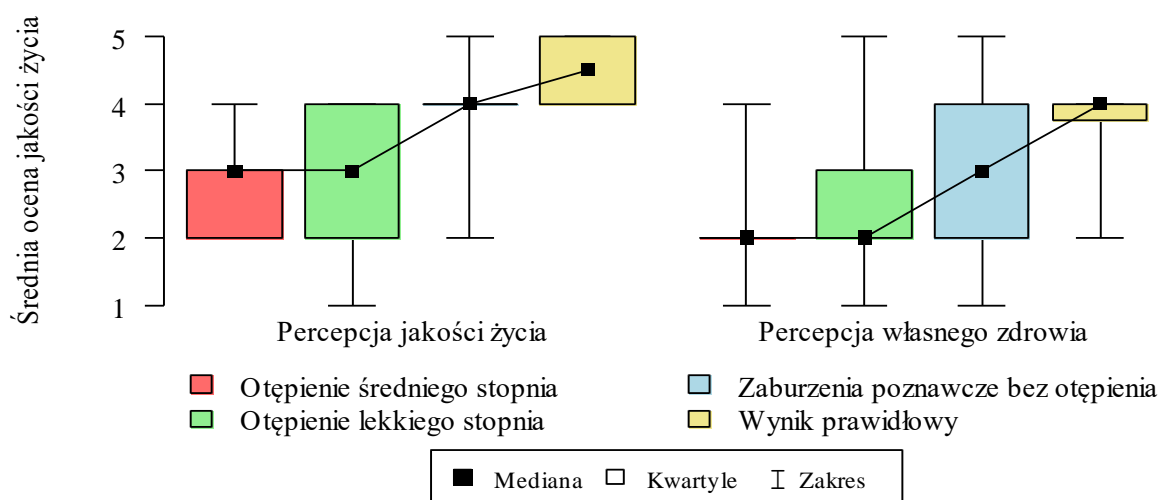 Średnia ocena jakości życia
5
4
3
2
1
Percepcja jakości życia
Percepcja własnego zdrowia
Otępienie średniego stopnia
Zaburzenia poznawcze bez otępienia
Otępienie lekkiego stopnia
Wynik prawidłowy
Mediana Kwartyle Zakres